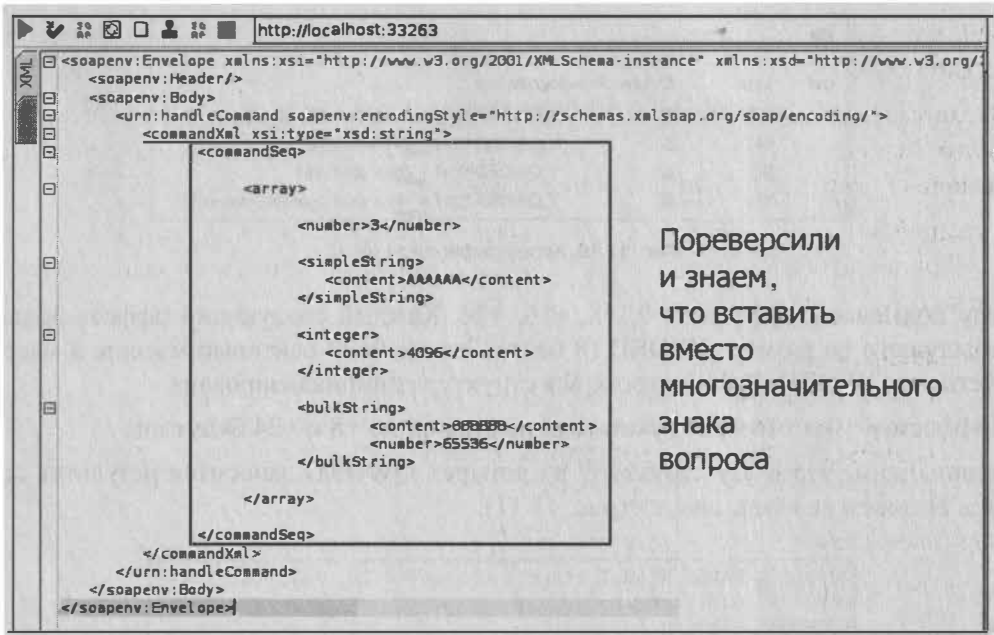 http://localhost:33263
XML
<soapenv:Envelope xmlns:xsi="http://www.w3.org/2001/XMLSchema-instance" xmlns:xsd="http://www.w3.org/2
<soapenv:Header/>
<soapenv:Body>
<urn:handleCommand soapenv:encodingStyle="http://schemas.xmlsoap.org/soap/encoding/">
<commandXml xsi:type="xsd:string">
<commandSeq>
<array>
<number>3</number>
<simpleString>
<content>AAAAAA</content>
</simpleString>
<integer>
<content>4096</content>
</integer>
<bulkString>
<content></content>
<number>65536</number>
</bulkString>
</array>
</commandSeq>
</commandXml>
</urn:handleCommand>
</soapenv:Body>
</soapenv:Envelope>
Пореверсили
и знаем,
что вставить
вместо
многозначительного
знака
вопроса